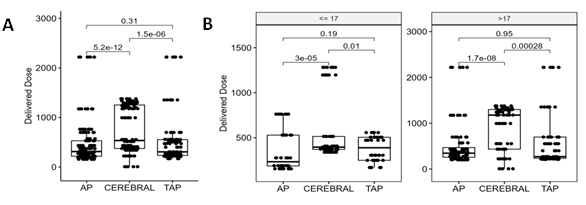 A
Delivered Dose
3000
2000
1000
0
0.31
5.2e-12
1.5e-06
AP CEREBRAL TAP
B
Delivered Dose
1500
1000
500
<= 17
0.19
3e-05
0.01
AP CEREBRAL TAP
>17
3000
2000
1000
0
0.95
1.7e-08
0.00028
AP CEREBRAL TAP